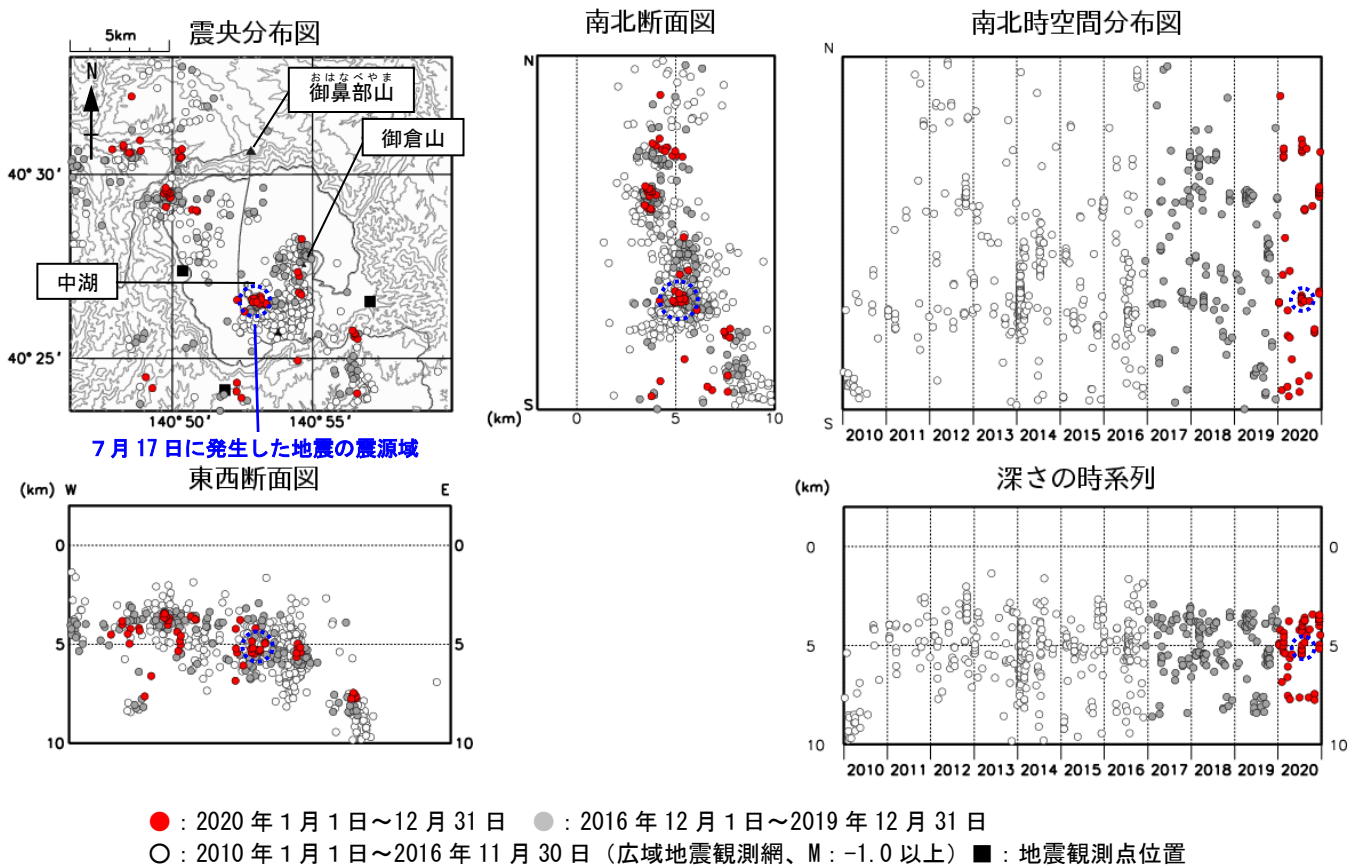 震央分布図
5km
N
おはなべやま
御鼻部山
御倉山
中湖
40°30'
40°25'
140°50'
140°55'
7月17日に発生した地震の震源域
南北断面図
N
S
(km)
0
5
10
南北時空間分布図
N
S
2010 2011 2012 2013 2014 2015 2016 2017 2018 2019 2020
東西断面図
(km) W E
0 0
5 5
10 10
深さの時系列
(km)
0 0
5 5
10 10
2010 2011 2012 2013 2014 2015 2016 2017 2018 2019 2020
：2020年1月1日～12月31日 ：2016年12月1日～2019年12月31日
：2010年1月1日～2016年11月30日（広域地震観測網、M：-1.0以上） ：地震観測点位置